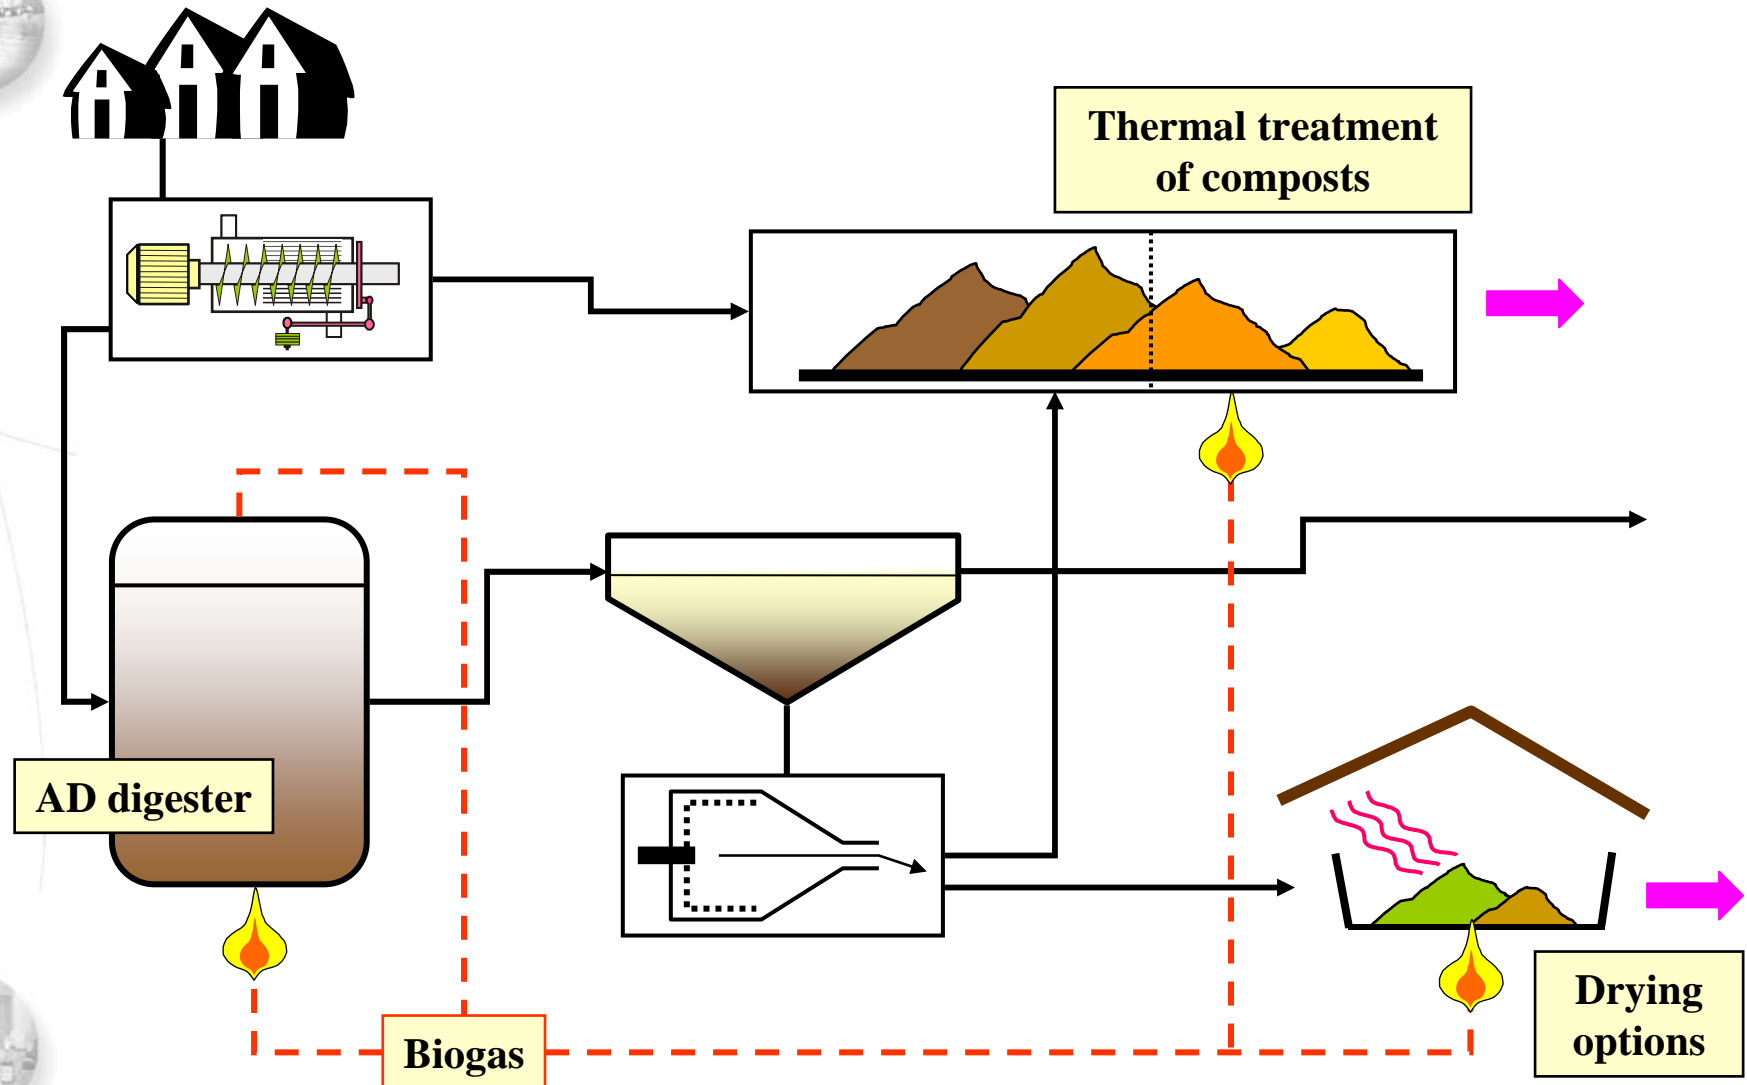 Thermal treatment
of composts
AD digester
Biogas
Drying
options